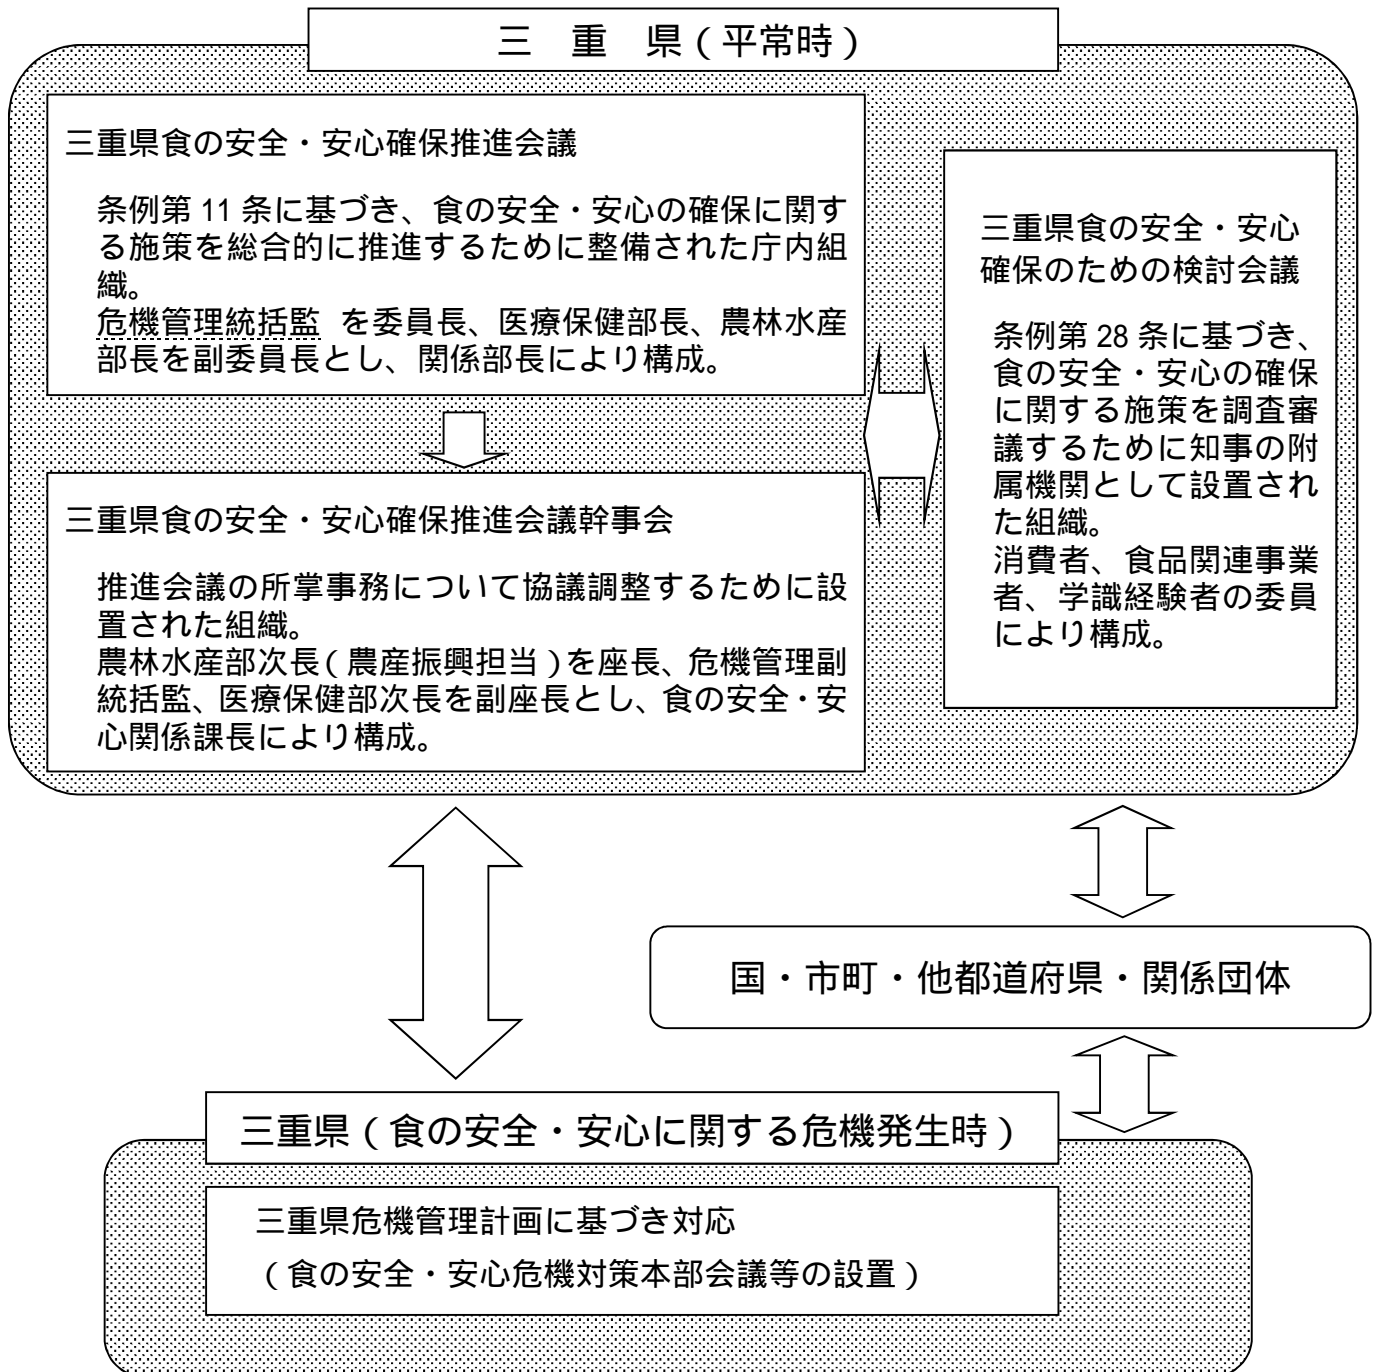 三　重　県（平常時）
三重県食の安全・安心確保推進会議
条例第 11 条に基づき、食の安全・安心の確保に関す
る施策を総合的に推進するために整備された庁内組
織。
危機管理統括監 を委員長、医療保健部長、農林水産
部長を副委員長とし、関係部長により構成。
三重県食の安全・安心確保推進会議幹事会
推進会議の所掌事務について協議調整するために設
置された組織。
農林水産部次長（農産振興担当）を座長、危機管理副
統括監、医療保健部次長を副座長とし、食の安全・安
心関係課長により構成。
三重県食の安全・安心
確保のための検討会議
条例第 28 条に基づき、
食の安全・安心の確保
に関する施策を調査審
議するために知事の附
属機関として設置され
た組織。
消費者、食品関連事業
者、学識経験者の委員
により構成。
国・市町・他都道府県・関係団体
三重県（食の安全・安心に関する危機発生時）
三重県危機管理計画に基づき対応
（食の安全・安心危機対策本部会議等の設置）